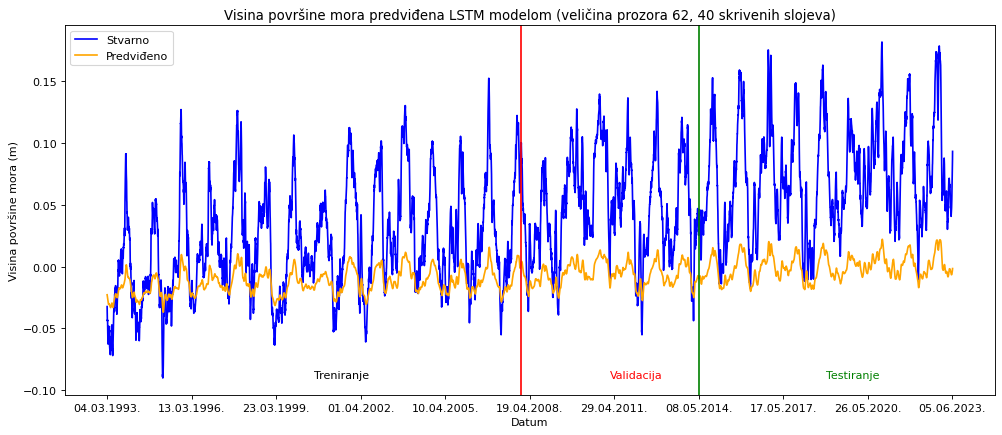 Visina površine mora predviđena LSTM modelom (veličina prozora 62, 40 skrivenih slojeva)
Stvarno
Predviđeno
0.15
0.10
0.05
0.00
−0.05
−0.10
Visina površine mora (m)
Treniranje
Validacija
Testiranje
04.03.1993.
13.03.1996.
23.03.1999.
01.04.2002.
10.04.2005.
19.04.2008.
29.04.2011.
08.05.2014.
17.05.2017.
26.05.2020.
05.06.2023.
Datum